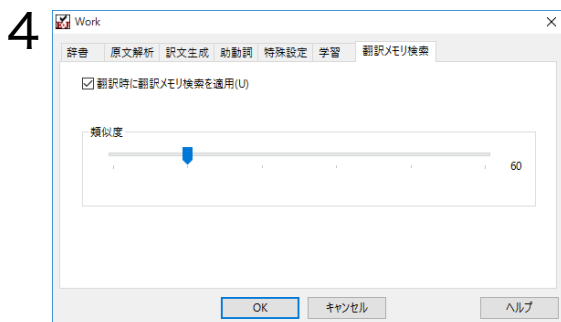 4
Work
辞書 原文解析 訳文生成 助動詞 特殊設定 学習 翻訳メモリ検索
翻訳時に翻訳メモリ検索を適用(U)
類似度
60
OK キャンセル ヘルプ